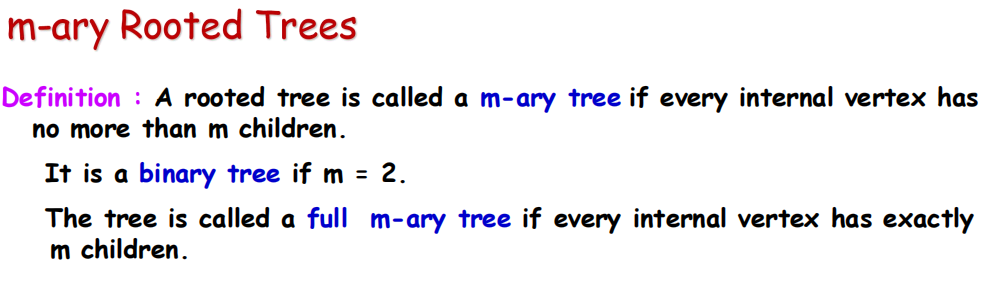 m-ary Rooted Trees
Definition : A rooted tree is called a m-ary tree if every internal vertex has
no more than m children.
It is a binary tree if m = 2.
The tree is called a full m-ary tree if every internal vertex has exactly
m children.